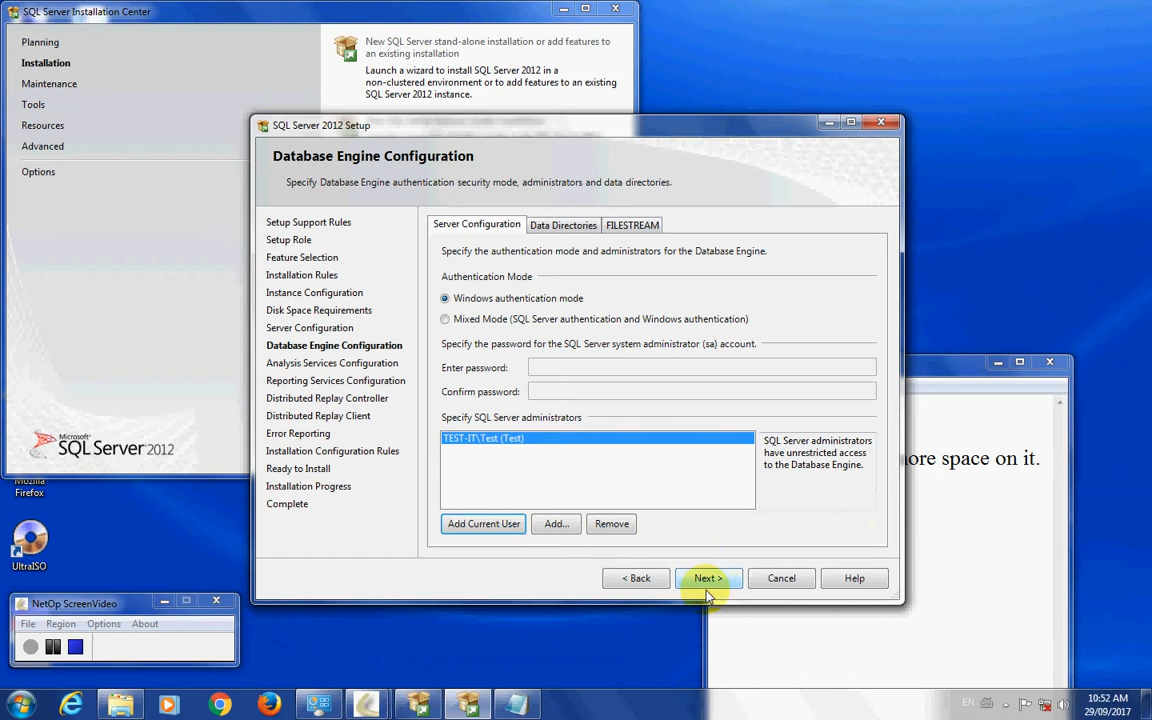 SQL Server Installation Center
Planning
Installation
Maintenance
Tools
Resources
Advanced
Options
New SQL Server stand-alone installation or add features to
an existing installation
Launch a wizard to install SQL Server 2012 in a
non-clustered environment or to add features to an existing
SQL Server 2012 instance.
Microsoft
SQL Server 2012
SQL Server 2012 Setup
Database Engine Configuration
Specify Database Engine authentication security mode, administrators and data directories.
Setup Support Rules
Setup Role
Feature Selection
Installation Rules
Instance Configuration
Disk Space Requirements
Server Configuration
Database Engine Configuration
Analysis Services Configuration
Reporting Services Configuration
Distributed Replay Controller
Distributed Replay Client
Error Reporting
Installation Configuration Rules
Ready to Install
Installation Progress
Complete
Server Configuration Data Directories FILESTREAM
Specify the authentication mode and administrators for the Database Engine.
Authentication Mode
Windows authentication mode
Mixed Mode (SQL Server authentication and Windows authentication)
Specify the password for the SQL Server system administrator (sa) account.
Enter password:
Confirm password:
Specify SQL Server administrators
TEST-IT\Test (Test)
SQL Server administrators
have unrestricted access
to the Database Engine.
Add Current User Add... Remove
< Back Next > Cancel Help
ore space on it.
Mozilla
Firefox
UltraISO
NetOp ScreenVideo
File Region Options About
EN
10:52 AM
29/09/2017